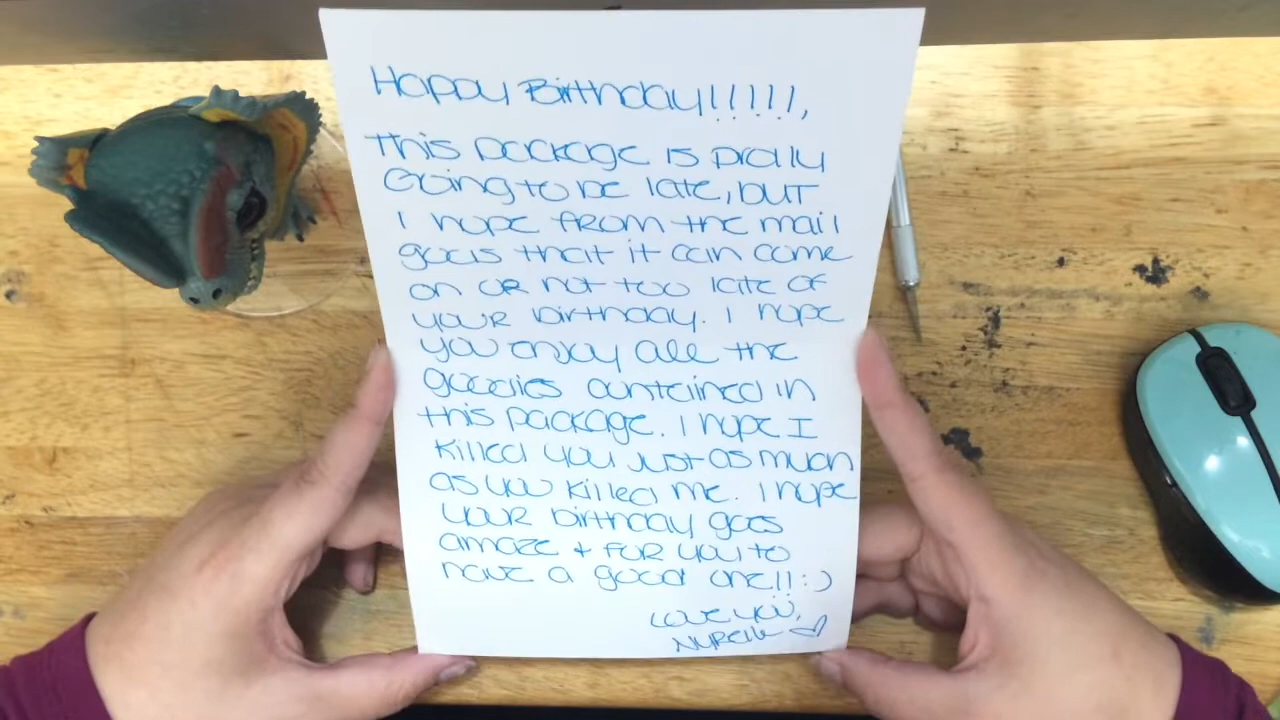 Happy Birthday!!!!!,
This package is prolly
Going to be late, but
I hope from the mail
gods that it can come
on or not too late of
your birthday. I hope
you enjoy all the
goodies contained in
this package. I hope I
killed you just as much
as you killed me. I hope
your birthday goes
amaze + for you to
have a good one!! :)
Love you,